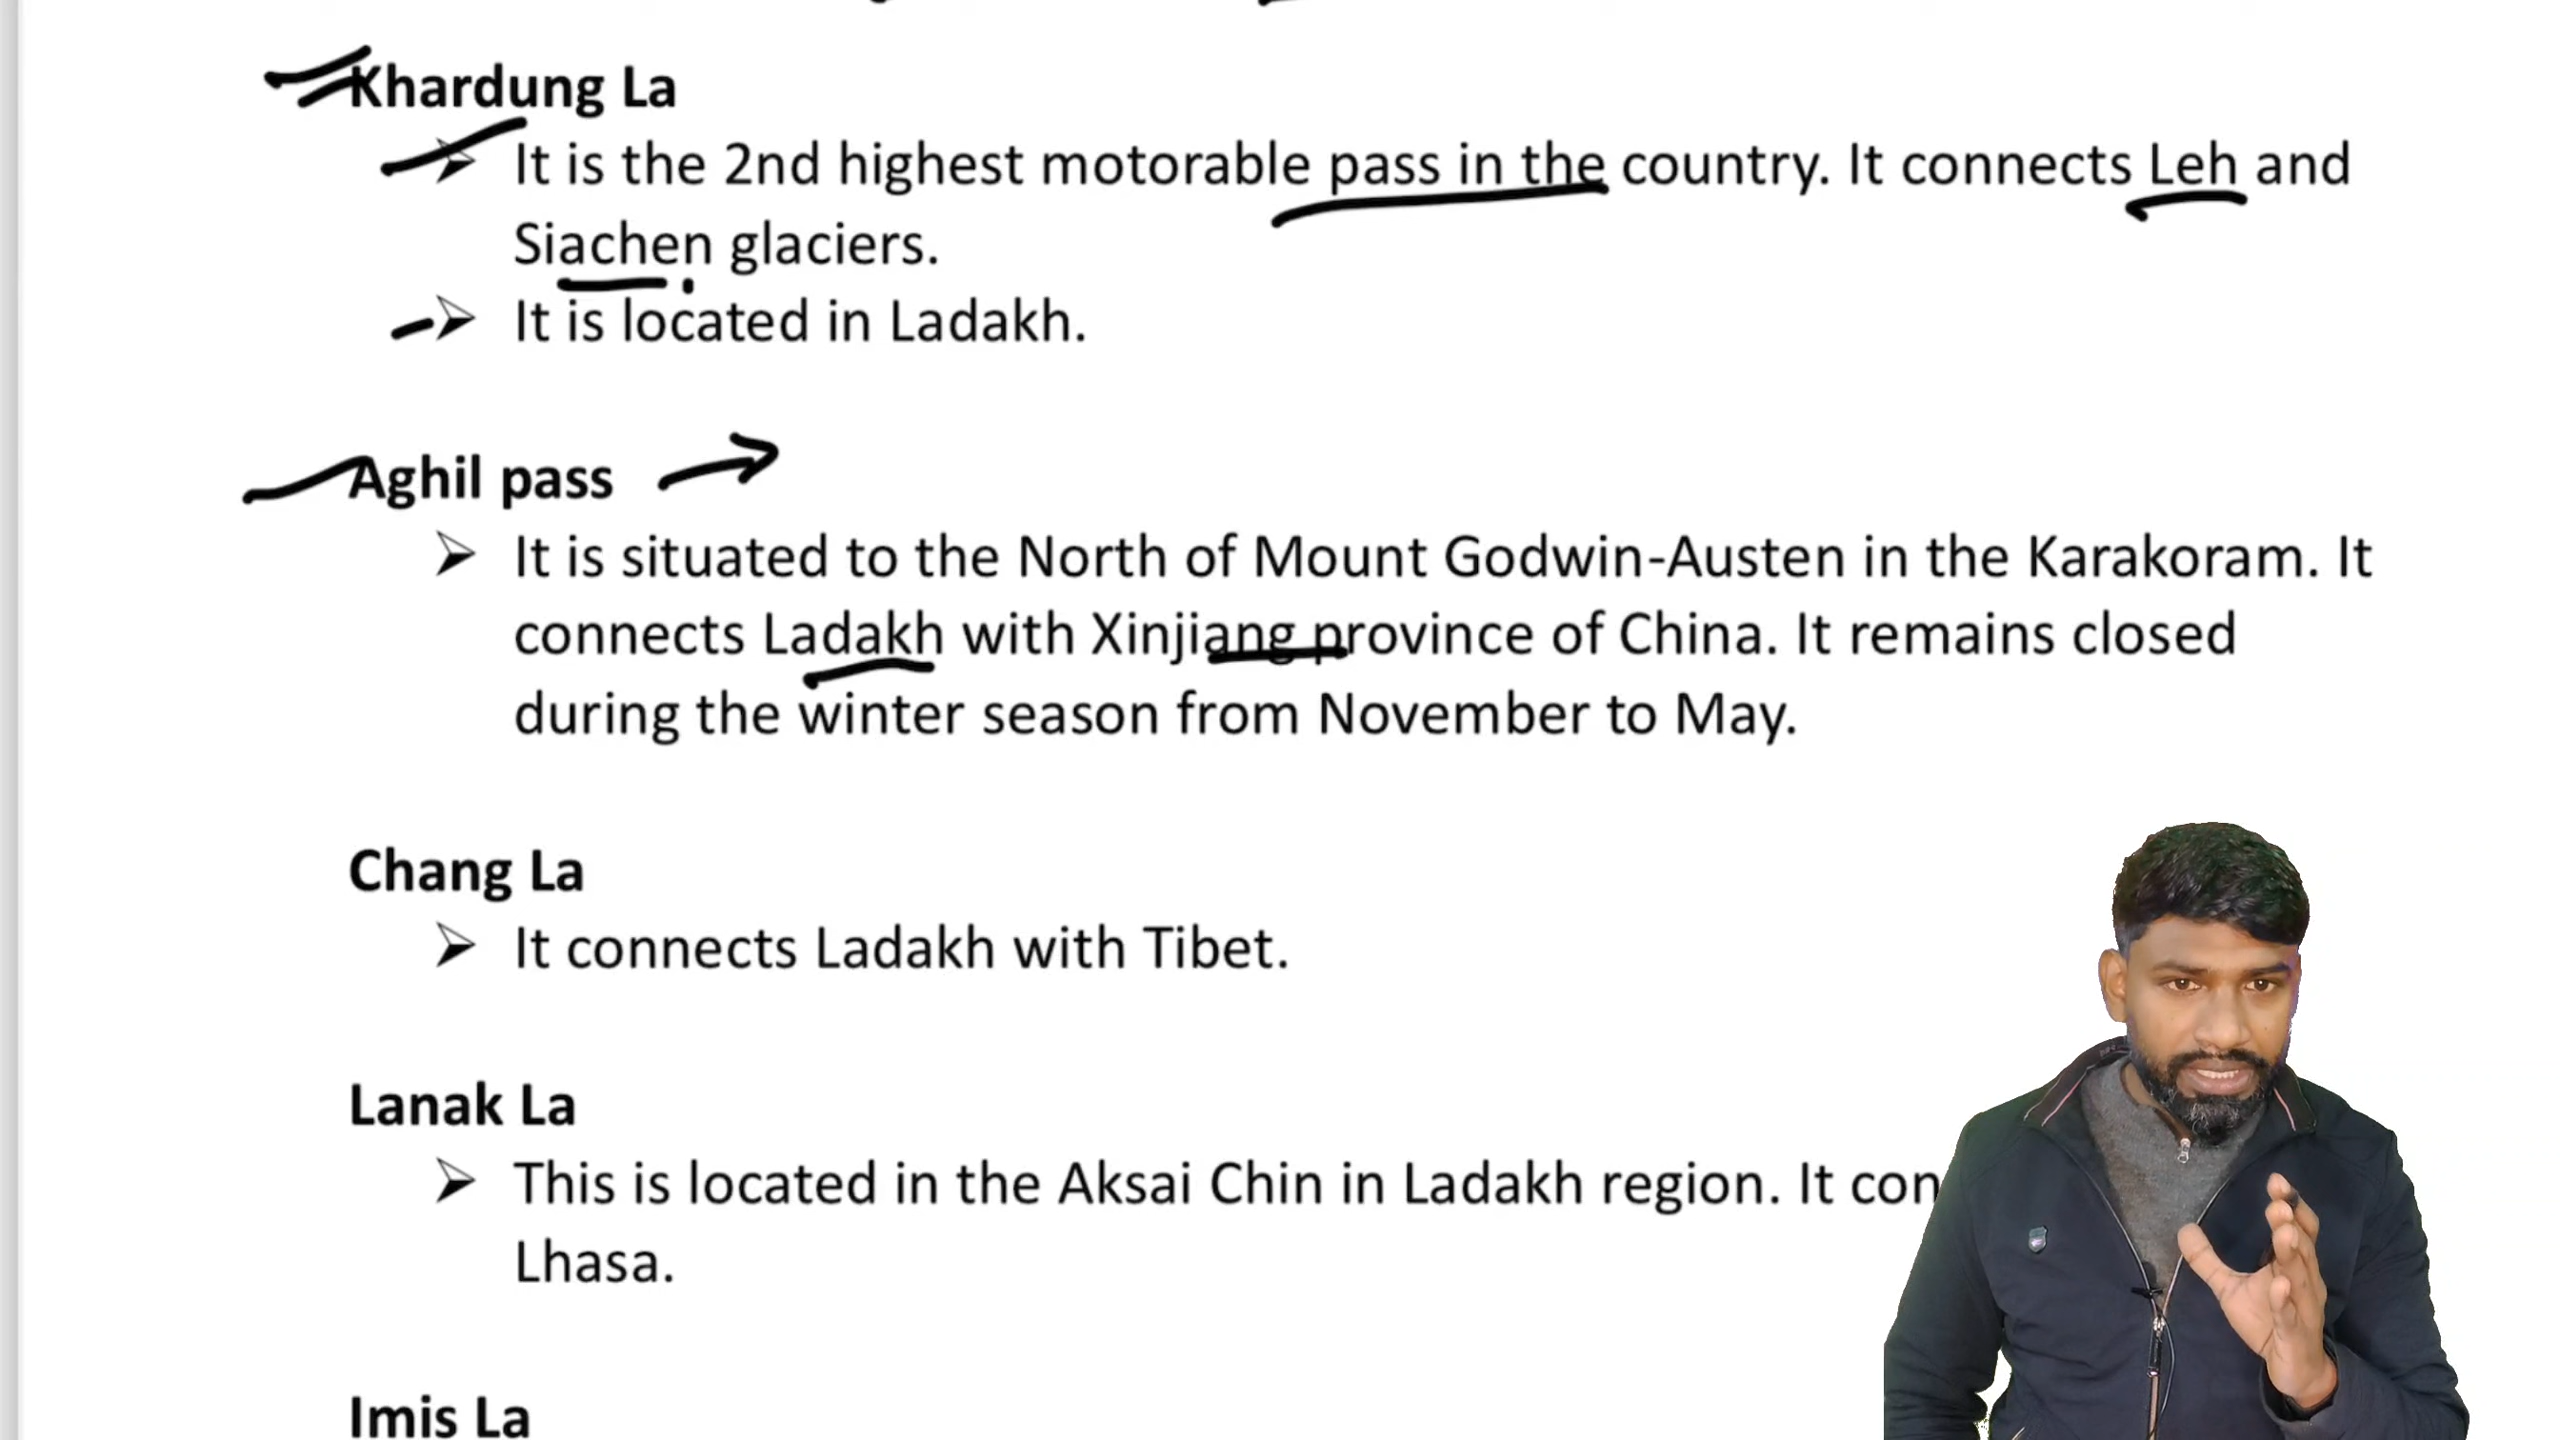 Khardung La
It is the 2nd highest motorable pass in the country. It connects Leh and
Siachen glaciers.
It is located in Ladakh.
Aghil pass
It is situated to the North of Mount Godwin-Austen in the Karakoram. It
connects Ladakh with Xinjiang province of China. It remains closed
during the winter season from November to May.
Chang La
It connects Ladakh with Tibet.
Lanak La
This is located in the Aksai Chin in Ladakh region. It con
Lhasa.
Imis La